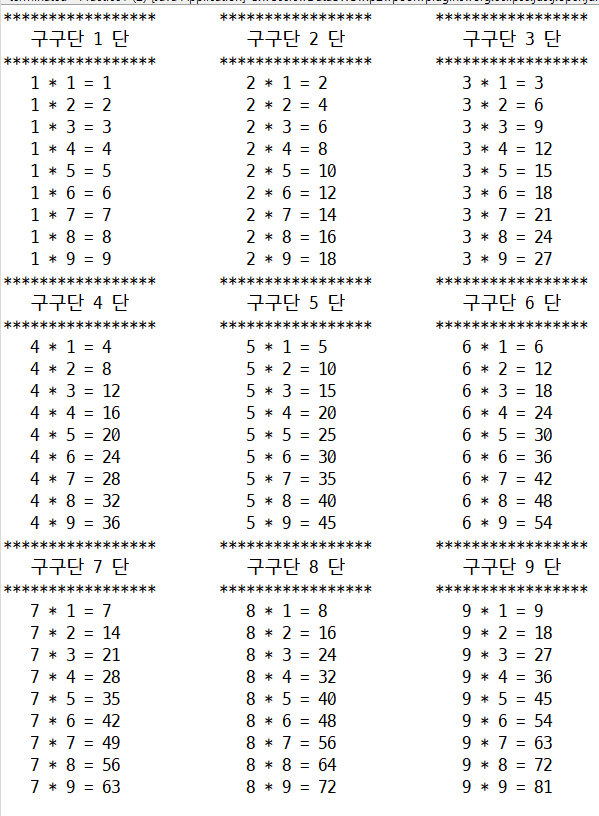 *****************       *****************       *****************
   구구단 1 단                구구단 2 단                구구단 3 단
*****************       *****************       *****************
   1 * 1 = 1               2 * 1 = 2               3 * 1 = 3
   1 * 2 = 2               2 * 2 = 4               3 * 2 = 6
   1 * 3 = 3               2 * 3 = 6               3 * 3 = 9
   1 * 4 = 4               2 * 4 = 8               3 * 4 = 12
   1 * 5 = 5               2 * 5 = 10              3 * 5 = 15
   1 * 6 = 6               2 * 6 = 12              3 * 6 = 18
   1 * 7 = 7               2 * 7 = 14              3 * 7 = 21
   1 * 8 = 8               2 * 8 = 16              3 * 8 = 24
   1 * 9 = 9               2 * 9 = 18              3 * 9 = 27
*****************       *****************       *****************
   구구단 4 단                구구단 5 단                구구단 6 단
*****************       *****************       *****************
   4 * 1 = 4               5 * 1 = 5               6 * 1 = 6
   4 * 2 = 8               5 * 2 = 10              6 * 2 = 12
   4 * 3 = 12              5 * 3 = 15              6 * 3 = 18
   4 * 4 = 16              5 * 4 = 20              6 * 4 = 24
   4 * 5 = 20              5 * 5 = 25              6 * 5 = 30
   4 * 6 = 24              5 * 6 = 30              6 * 6 = 36
   4 * 7 = 28              5 * 7 = 35              6 * 7 = 42
   4 * 8 = 32              5 * 8 = 40              6 * 8 = 48
   4 * 9 = 36              5 * 9 = 45              6 * 9 = 54
*****************       *****************       *****************
   구구단 7 단                구구단 8 단                구구단 9 단
*****************       *****************       *****************
   7 * 1 = 7               8 * 1 = 8               9 * 1 = 9
   7 * 2 = 14              8 * 2 = 16              9 * 2 = 18
   7 * 3 = 21              8 * 3 = 24              9 * 3 = 27
   7 * 4 = 28              8 * 4 = 32              9 * 4 = 36
   7 * 5 = 35              8 * 5 = 40              9 * 5 = 45
   7 * 6 = 42              8 * 6 = 48              9 * 6 = 54
   7 * 7 = 49              8 * 7 = 56              9 * 7 = 63
   7 * 8 = 56              8 * 8 = 64              9 * 8 = 72
   7 * 9 = 63              8 * 9 = 72              9 * 9 = 81